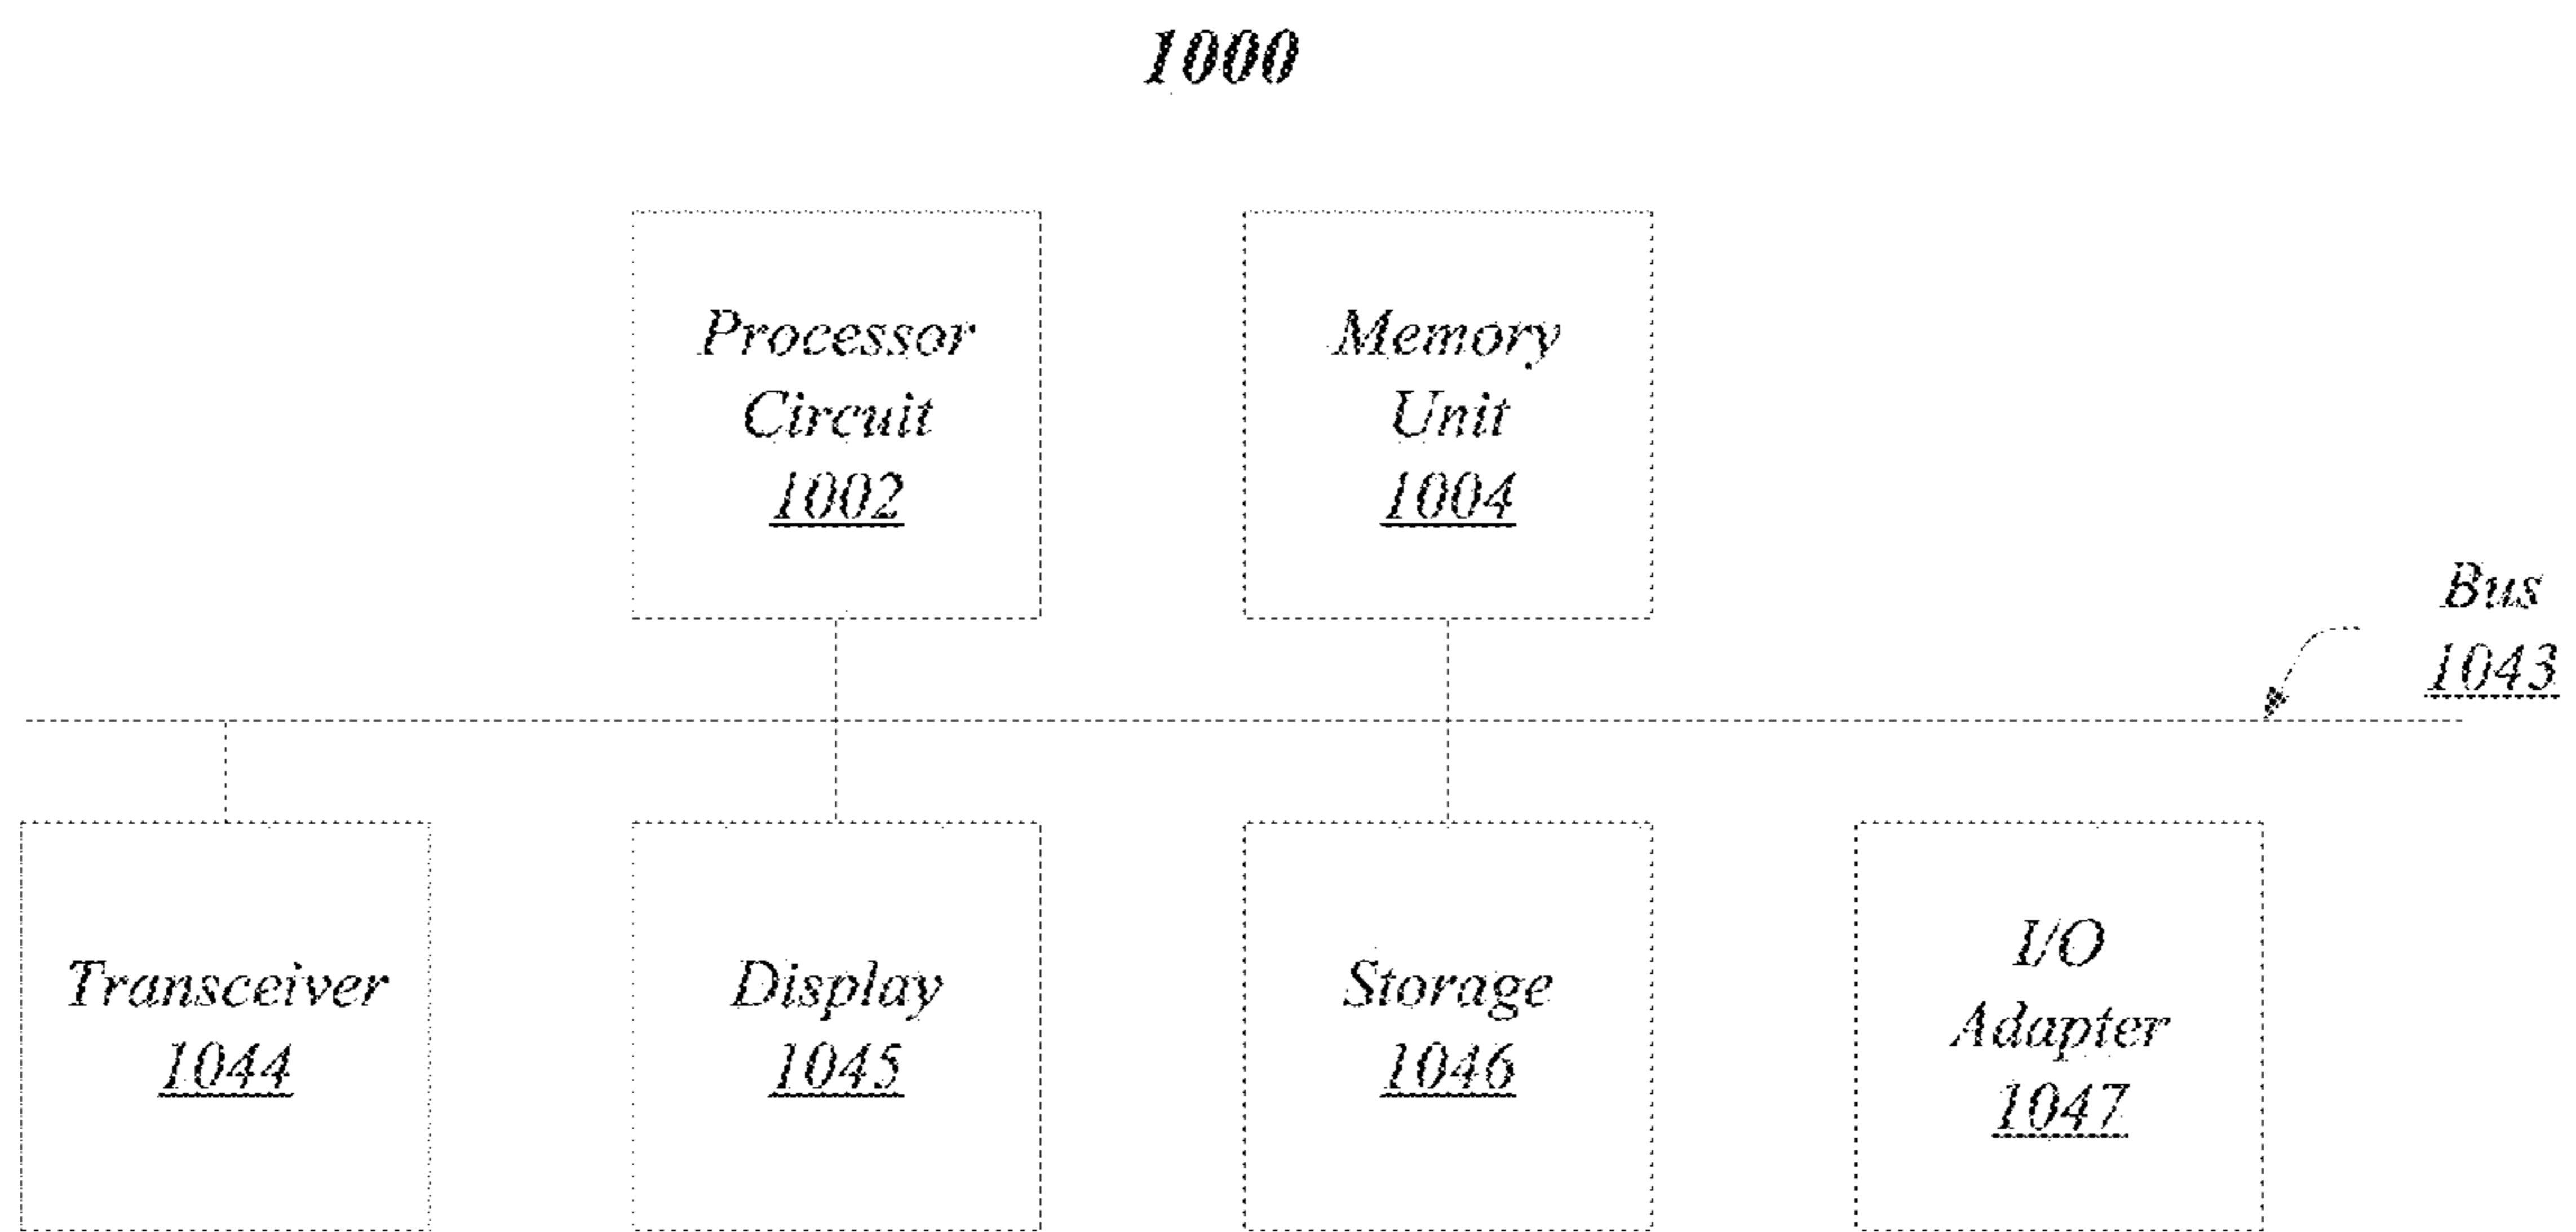 1000
Processor
Circuit
1002
Memory
Unit
1004
Bus
1043
Transceiver
1044
Display
1045
Storage
1046
I/O
Adapter
1047